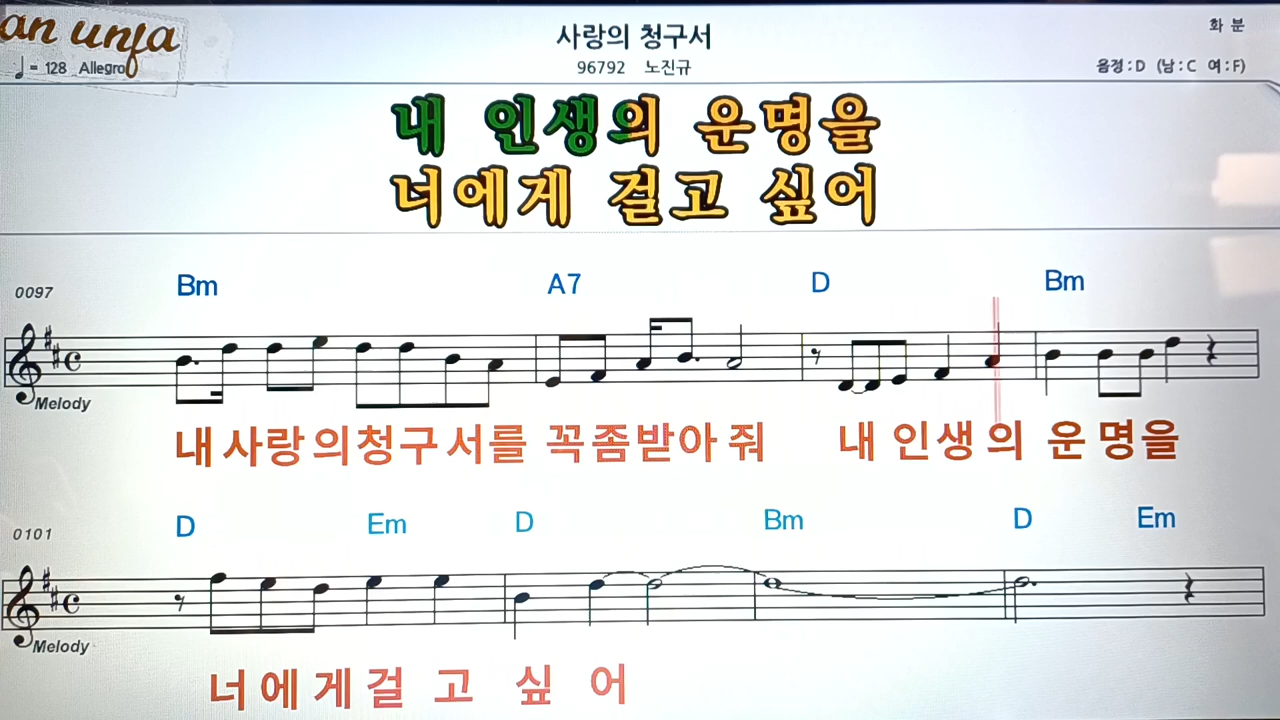 an unfa
♩= 128 Allegro
사랑의 청구서
96792 노진규
화 분
음정:D (남:C 여:F)
내 인생의 운명을
너에게 걸고 싶어
0097
Bm A7 D Bm
Melody
내 사랑의청구서를 꼭좀받아 줘 내 인생 의 운 명을
0101
D Em D Bm D Em
Melody
너에게걸 고 싶 어